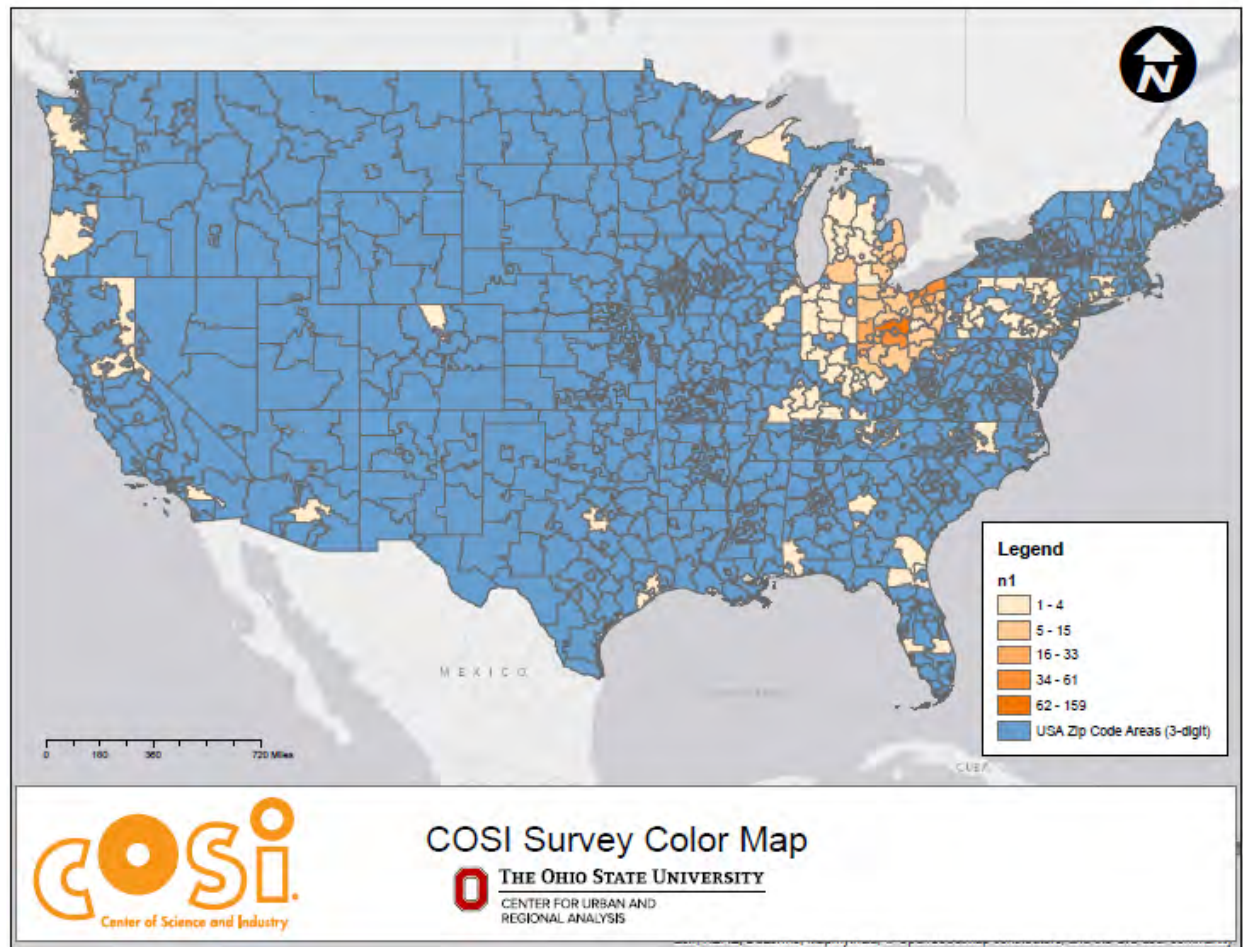 N
Legend
n1
1 - 4
5 - 15
16 - 33
34 - 61
62 - 159
USA Zip Code Areas (3-digit)
MEXICO
0 180 360 720 Miles
CUBA
COSI
Center of Science and Industry
COSI Survey Color Map
THE OHIO STATE UNIVERSITY
CENTER FOR URBAN AND
REGIONAL ANALYSIS